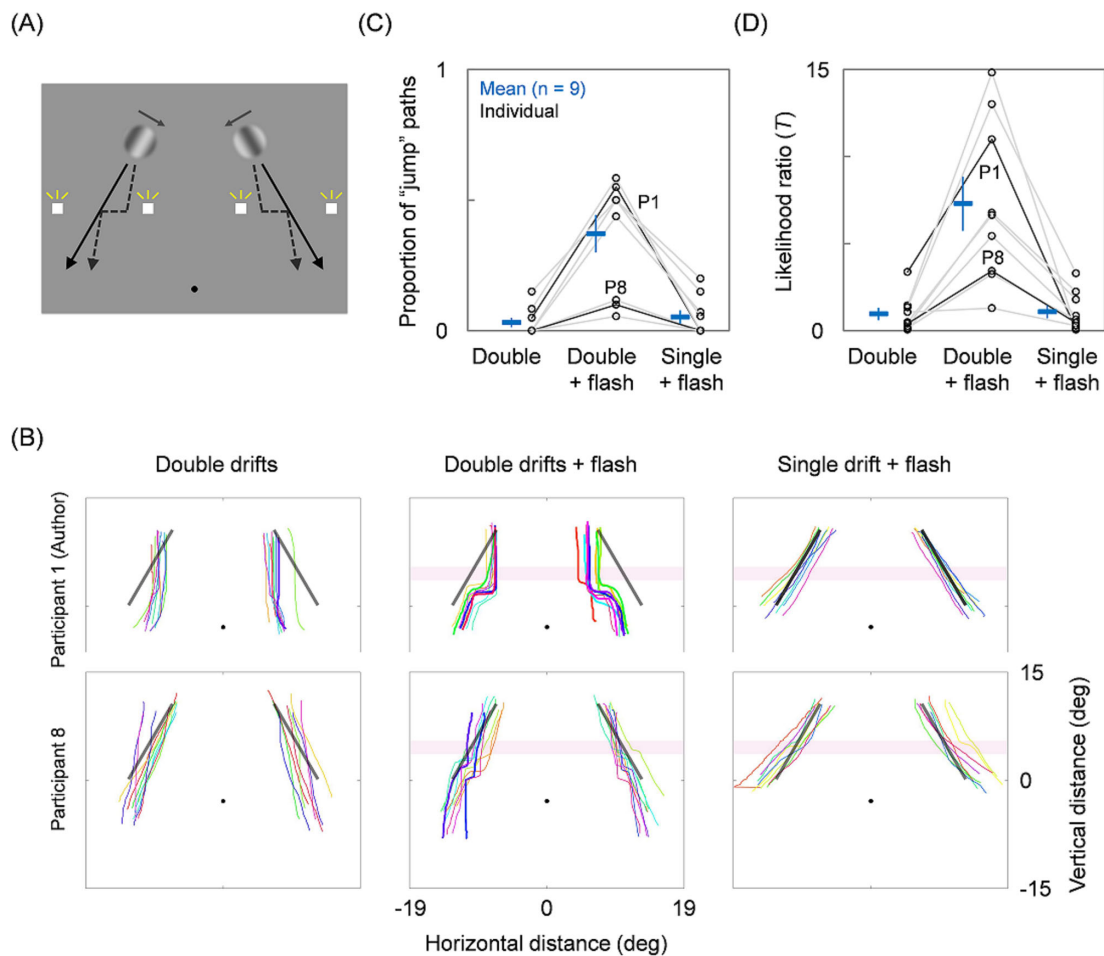 (A)
(C)
1
Mean (n = 9)
Individual
Proportion of “jump” paths
P1
P8
0
Double
Double
+ flash
Single
+ flash
(D)
15
Likelihood ratio (T)
P1
P8
0
Double
Double
+ flash
Single
+ flash
(B)
Double drifts
Double drifts + flash
Single drift + flash
Participant 1 (Author)
Participant 8
15
0
-15
Vertical distance (deg)
-19
0
19
Horizontal distance (deg)